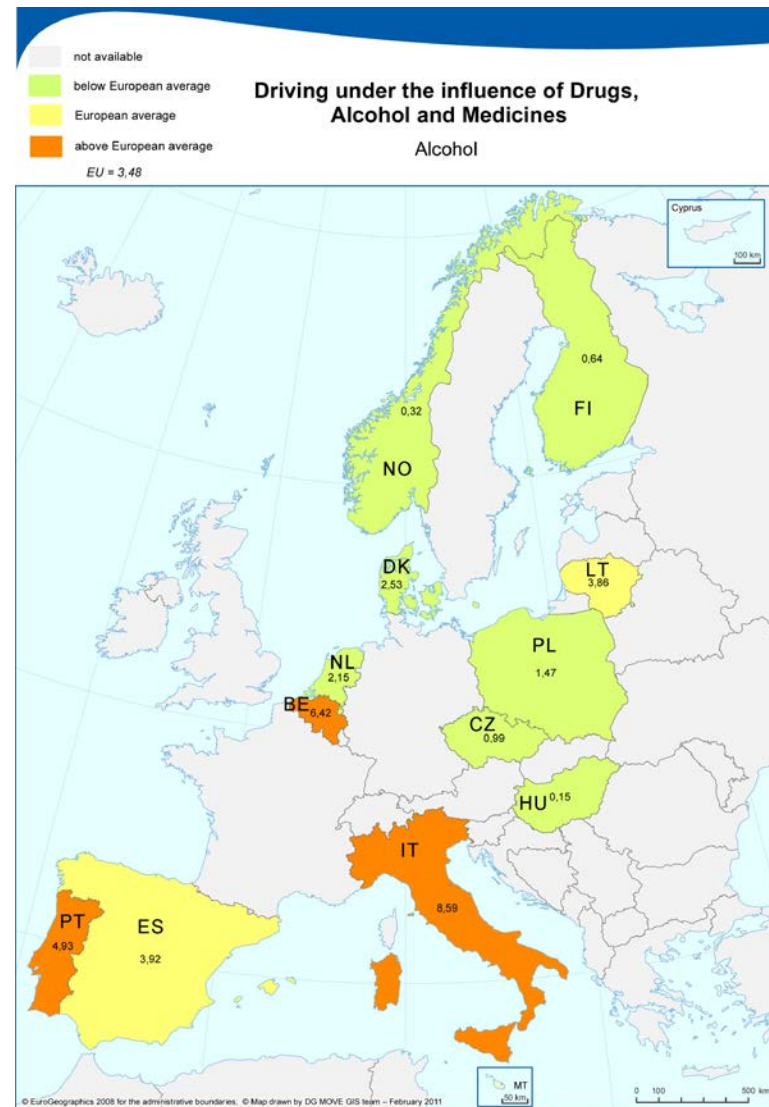 not available
below European average
European average
above European average
EU = 3,48
Driving under the influence of Drugs,
Alcohol and Medicines
Alcohol
Cyprus
100 km
0,64
FI
0,32
NO
DK
2,53
LT
3,86
PL
1,47
NL
2,15
BE
6,42
CZ
0,99
HU
0,15
IT
8,59
PT
4,93
ES
3,92
MT
50 km
0 100 500 km
© EuroGeographics 2008 for the administrative boundaries; © Map drawn by DG MOVE GIS team – February 2011